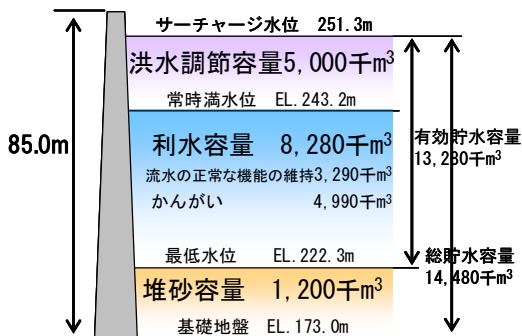 サーチャージ水位 251.3m
洪水調節容量5,000千m³
常時満水位 EL.243.2m
85.0m
利水容量 8,280千m³
有効貯水容量
13,280千m³
流水の正常な機能の維持3,290千m³
かんがい 4,990千m³
最低水位 EL.222.3m
総貯水容量
14,480千m³
堆砂容量 1,200千m³
基礎地盤 EL.173.0m